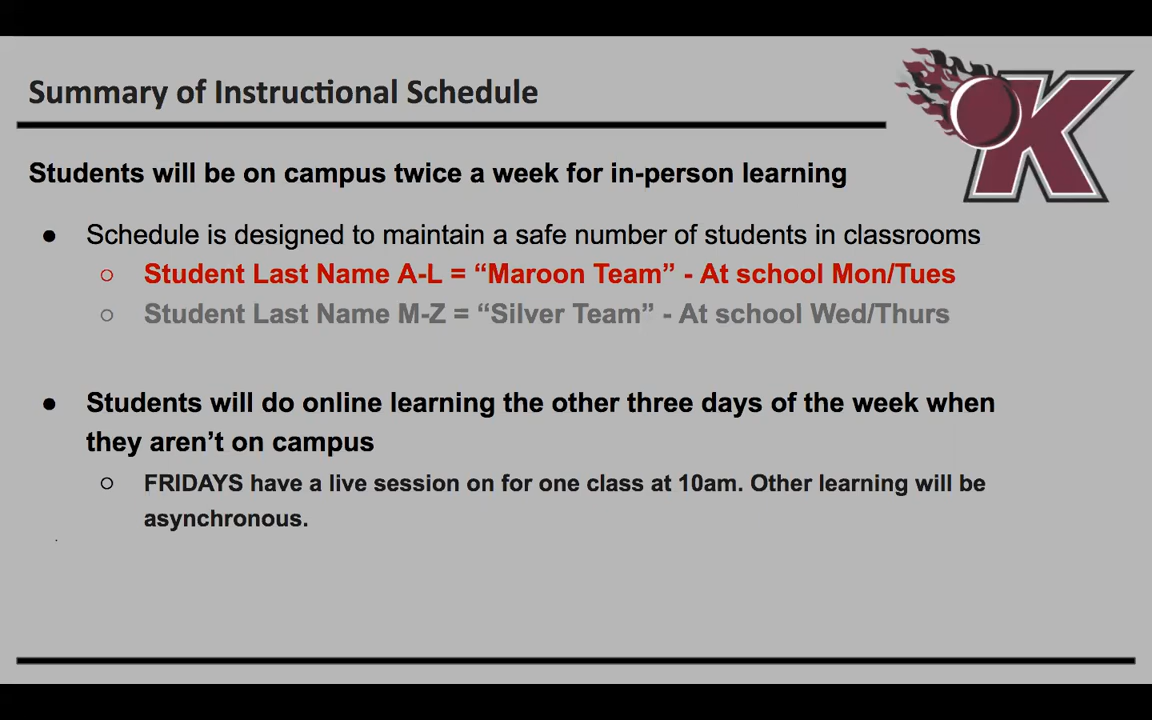 Summary of Instructional Schedule
K
Students will be on campus twice a week for in-person learning
● Schedule is designed to maintain a safe number of students in classrooms
○ Student Last Name A-L = “Maroon Team” - At school Mon/Tues
○ Student Last Name M-Z = “Silver Team” - At school Wed/Thurs
● Students will do online learning the other three days of the week when
they aren’t on campus
○ FRIDAYS have a live session on for one class at 10am. Other learning will be
asynchronous.